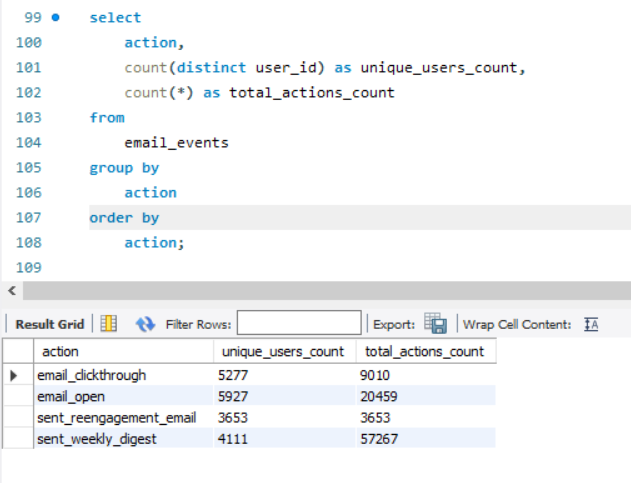 99 select
100 action,
101 count(distinct user_id) as unique_users_count,
102 count(*) as total_actions_count
103 from
104 email_events
105 group by
106 action
107 order by
108 action;
109
Result Grid Filter Rows: Export: Wrap Cell Content: IA
action unique_users_count total_actions_count
email_clickthrough 5277 9010
email_open 5927 20459
sent_reengagement_email 3653 3653
sent_weekly_digest 4111 57267